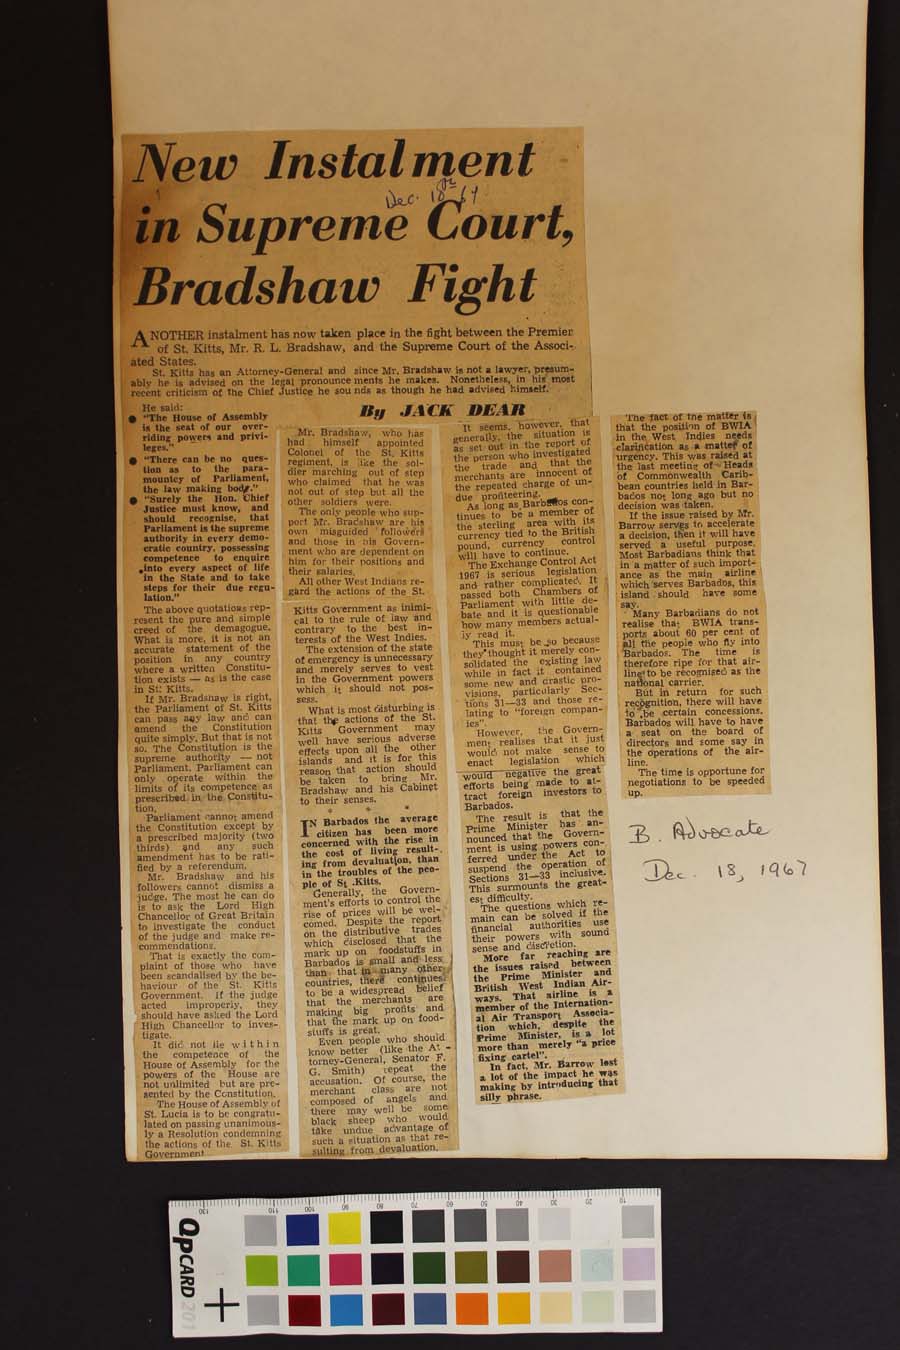 New Instalment
Dec. 18th 67
in Supreme Court,
Bradshaw Fight
ANOTHER instalment has now taken place in the fight between the Premier
of St. Kitts, Mr. R. L. Bradshaw, and the Supreme Court of the Associ-
ated States.
St. Kitts has an Attorney-General and since Mr. Bradshaw is not a lawyer, presum-
ably he is advised on the legal pronouncements he makes. Nonetheless, in his most
recent criticism of the Chief Justice he sounds as though he had advised himself.
By JACK DEAR
He said:
● "The House of Assembly
is the seat of our over-
riding powers and privi-
leges."
● "There can be no ques-
tion as to the para-
mountcy of Parliament,
the law making body."
● "Surely the Hon. Chief
Justice must know, and
should recognise, that
Parliament is the supreme
authority in every demo-
cratic country, possessing
competence to enquire
into every aspect of life
in the State and to take
steps for their due regu-
lation."
The above quotations rep-
resent the pure and simple
creed of the demagogue.
What is more, it is not an
accurate statement of the
position in any country
where a written Constitu-
tion exists — as is the case
in St. Kitts.
If Mr. Bradshaw is right,
the Parliament of St. Kitts
can pass any law and can
amend the Constitution
quite simply. But that is not
so. The Constitution is the
supreme authority — not
Parliament. Parliament can
only operate within the
limits of its competence as
prescribed in the Constitu-
tion.
Parliament cannot amend
the Constitution except by
a prescribed majority (two
thirds) and any such
amendment has to be rati-
fied by a referendum.
Mr. Bradshaw and his
followers cannot dismiss a
judge. The most he can do
is to ask the Lord High
Chancellor of Great Britain
to investigate the conduct
of the judge and make re-
commendations.
That is exactly the com-
plaint of those who have
been scandalised by the be-
haviour of the St. Kitts
Government. If the judge
acted improperly, they
should have asked the Lord
High Chancellor to inves-
tigate.
It did not lie within
the competence of the
House of Assembly for the
powers of the House are
not unlimited but are pre-
sented by the Constitution.
The House of Assembly of
St. Lucia is to be congratu-
lated on passing unanimous-
ly a Resolution condemning
the actions of the St. Kitts
Government
Mr. Bradshaw, who has
had himself appointed
Colonel of the St. Kitts
regiment, is like the sol-
dier marching out of step
who claimed that he was
not out of step but all the
other soldiers were.
The only people who sup-
port Mr. Bradshaw are his
own misguided followers
and those in his Govern-
ment who are dependent on
him for their positions and
their salaries.
All other West Indians re-
gard the actions of the St.
Kitts Government as inimi-
cal to the rule of law and
contrary to the best in-
terests of the West Indies.
The extension of the state
of emergency is unnecessary
and merely serves to vest
in the Government powers
which it should not pos-
sess.
What is most disturbing is
that the actions of the St.
Kitts Government may
well have serious adverse
effects upon all the other
islands and it is for this
reason that action should
be taken to bring Mr.
Bradshaw and his Cabinet
to their senses.
* * *
IN Barbados the average
citizen has been more
concerned with the rise in
the cost of living result-
ing from devaluation, than
in the troubles of the peo-
ple of St. Kitts.
Generally, the Govern-
ment's efforts to control the
rise of prices will be wel-
comed. Despite the report
on the distributive trades
which disclosed that the
mark up on foodstuffs in
Barbados is small and less
than that in many other
countries, there continues
to be a widespread belief
that the merchants are
making big profits and
that the mark up on food-
stuffs is great.
Even people who should
know better (like the At-
torney-General, Senator F.
G. Smith) repeat the
accusation. Of course, the
merchant class are not
composed of angels and
there may well be some
black sheep who would
take undue advantage of
such a situation as that re-
sulting from devaluation.
It seems, however, that
generally, the situation is
as set out in the report of
the person who investigated
the trade and that the
merchants are innocent of
the repeated charge of un-
due profiteering.
As long as Barbados con-
tinues to be a member of
the sterling area with its
currency tied to the British
pound, currency control
will have to continue.
The Exchange Control Act
1967 is serious legislation
and rather complicated. It
passed both Chambers of
Parliament with little de-
bate and it is questionable
how many members actual-
ly read it.
This must be so because
they thought it merely con-
solidated the existing law
while in fact it contained
some new and drastic pro-
visions, particularly Sec-
tions 31—33 and those re-
lating to "foreign compan-
ies".
However, the Govern-
ment realises that it just
would not make sense to
enact legislation which
would negative the great
efforts being made to at-
tract foreign investors to
Barbados.
The result is that the
Prime Minister has an-
nounced that the Govern-
ment is using powers con-
ferred under the Act to
suspend the operation of
Sections 31—33 inclusive.
This surmounts the great-
est difficulty.
The questions which re-
main can be solved if the
financial authorities use
their powers with sound
sense and discretion.
More far reaching are
the issues raised between
the Prime Minister and
British West Indian Air-
ways. That airline is a
member of the Internation-
al Air Transport Associa-
tion which, despite the
Prime Minister, is a lot
more than merely "a price
fixing cartel".
In fact, Mr. Barrow lost
a lot of the impact he was
making by introducing that
silly phrase.
The fact of the matter is
that the position of BWIA
in the West Indies needs
clarification as a matter of
urgency. This was raised at
the last meeting of Heads
of Commonwealth Carib-
bean countries held in Bar-
bados not long ago but no
decision was taken.
If the issue raised by Mr.
Barrow serves to accelerate
a decision, then it will have
served a useful purpose.
Most Barbadians think that
in a matter of such import-
ance as the main airline
which serves Barbados, this
island should have some
say.
Many Barbadians do not
realise that BWIA trans-
ports about 60 per cent of
all the people who fly into
Barbados. The time is
therefore ripe for that air-
line to be recognised as the
national carrier.
But in return for such
recognition, there will have
to be certain concessions.
Barbados will have to have
a seat on the board of
directors and some say in
the operations of the air-
line.
The time is opportune for
negotiations to be speeded
up.
B. Advocate
Dec. 18, 1967
QPCARD 201
130 110 100 90 80 70 60 50 40 30 20 10